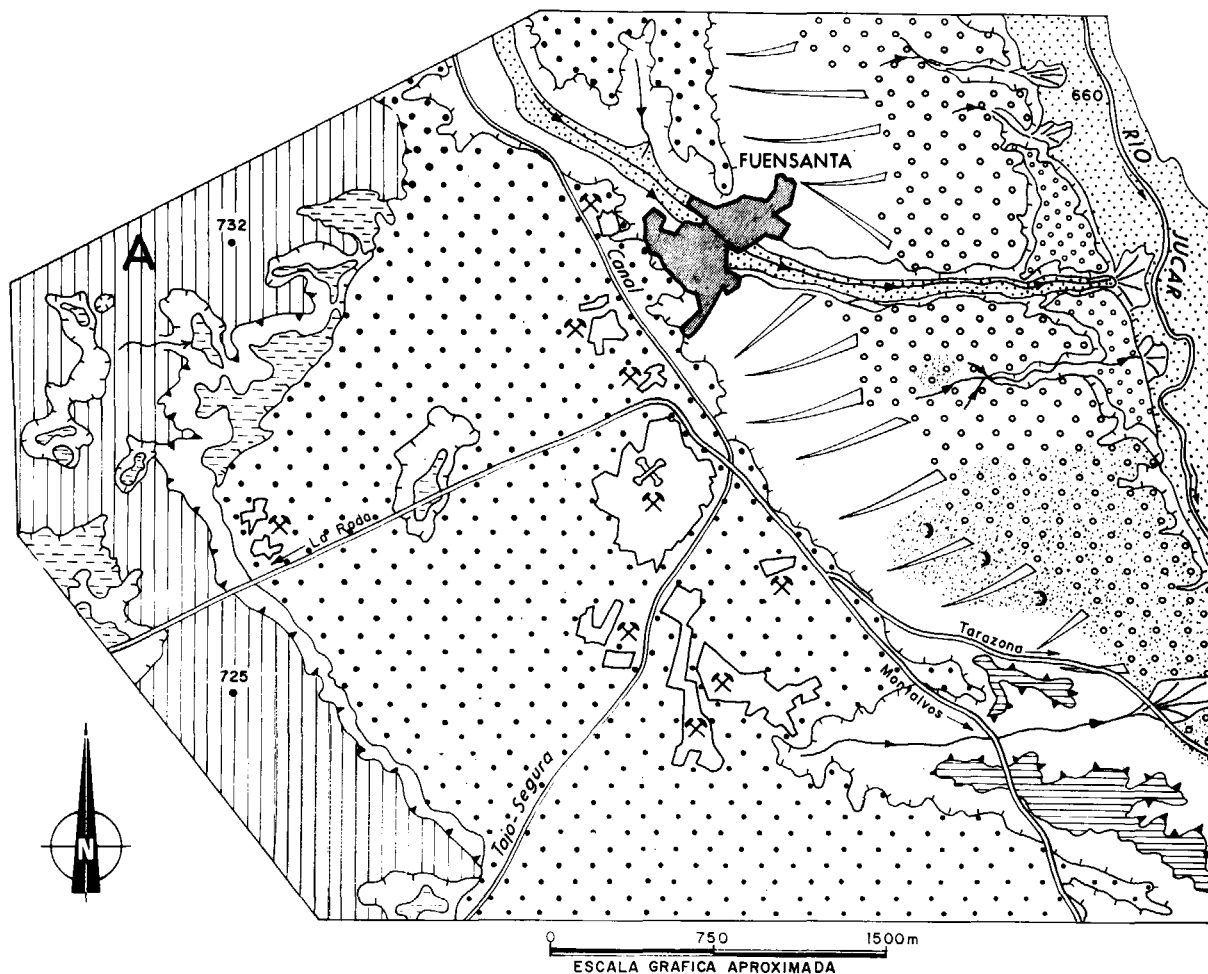 660
RIO
JUCAR
FUENSANTA
732
A
Canal
La Roda
Tarazona
725
Montalvos
Tajo-Segura
N
0 750 1500m
ESCALA GRAFICA APROXIMADA